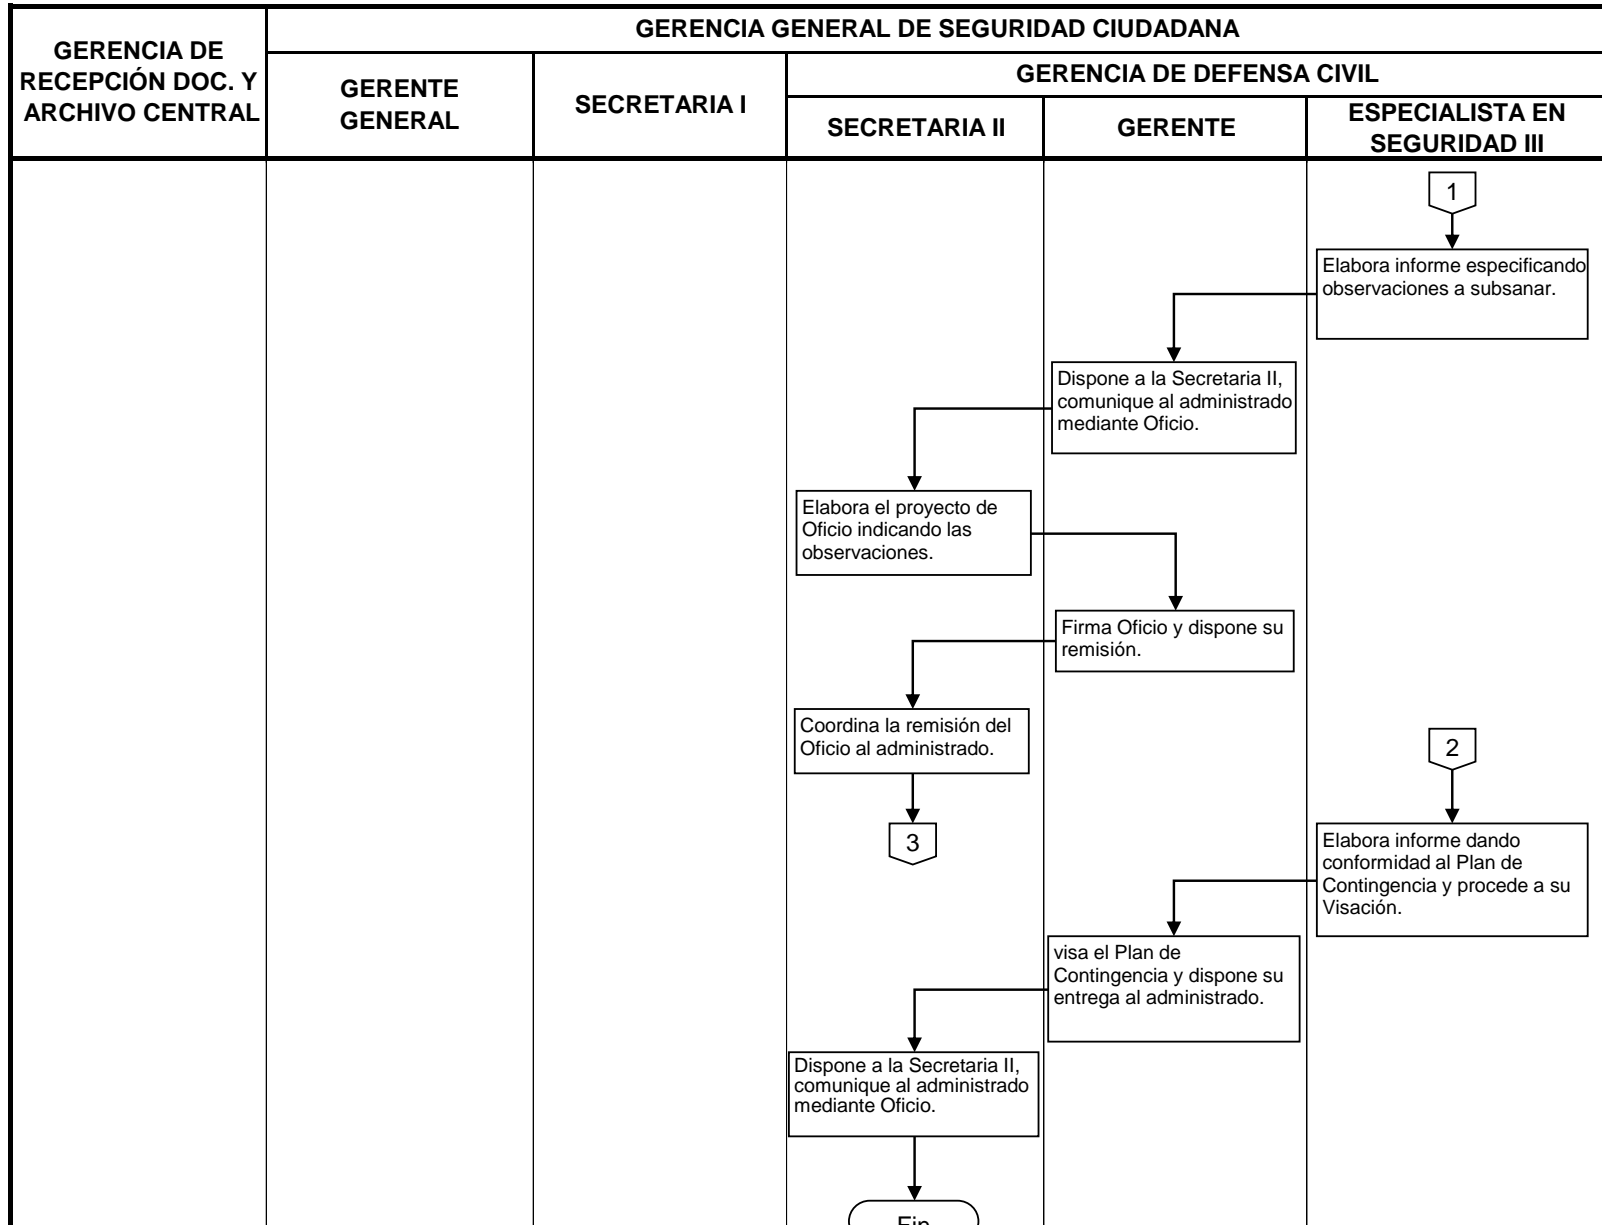 GERENCIA DE
RECEPCIÓN DOC. Y
ARCHIVO CENTRAL
GERENCIA GENERAL DE SEGURIDAD CIUDADANA
GERENTE
GENERAL
SECRETARIA I
GERENCIA DE DEFENSA CIVIL
SECRETARIA II
GERENTE
ESPECIALISTA EN
SEGURIDAD III
1
Elabora informe especificando
observaciones a subsanar.
Dispone a la Secretaria II,
comunique al administrado
mediante Oficio.
Elabora el proyecto de
Oficio indicando las
observaciones.
Firma Oficio y dispone su
remisión.
Coordina la remisión del
Oficio al administrado.
3
2
Elabora informe dando
conformidad al Plan de
Contingencia y procede a su
Visación.
visa el Plan de
Contingencia y dispone su
entrega al administrado.
Dispone a la Secretaria II,
comunique al administrado
mediante Oficio.
Fin